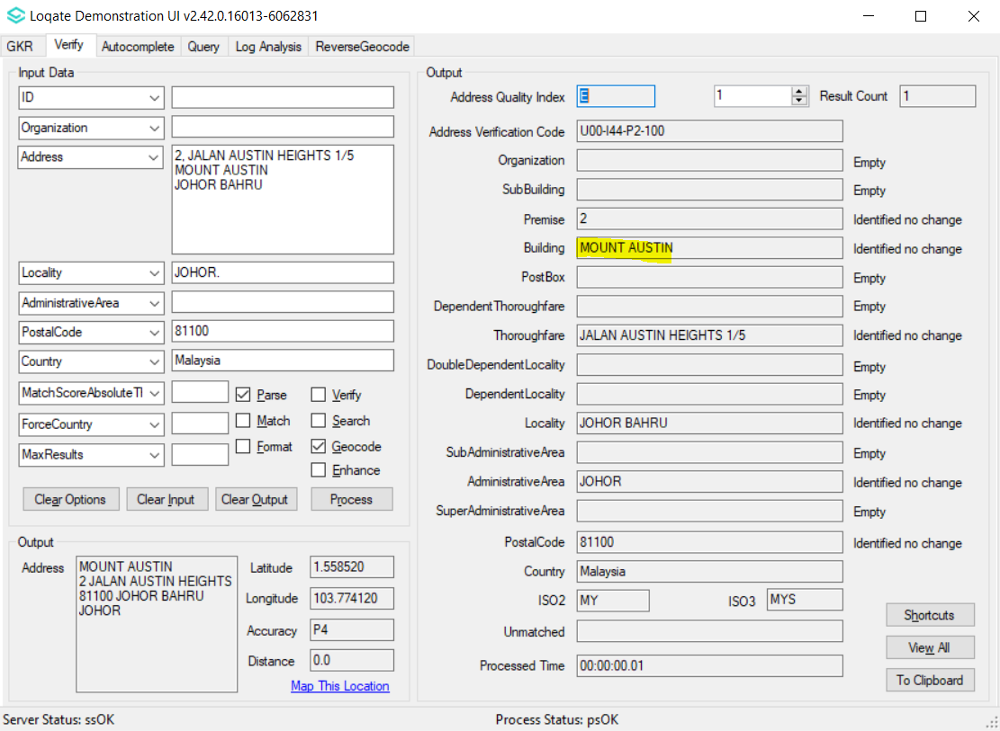 Loqate Demonstration UI v2.42.0.16013-6062831
GKR Verify Autocomplete Query Log Analysis ReverseGeocode
Input Data
ID
Organization
Address
2, JALAN AUSTIN HEIGHTS 1/5
MOUNT AUSTIN
JOHOR BAHRU
Locality JOHOR.
AdministrativeArea
PostalCode 81100
Country Malaysia
MatchScoreAbsoluteTl Parse Verify
ForceCountry Match Search
MaxResults Format Geocode
Enhance
Clear Options Clear Input Clear Output Process
Output
Address
MOUNT AUSTIN
2 JALAN AUSTIN HEIGHTS
81100 JOHOR BAHRU
JOHOR
Latitude 1.558520
Longitude 103.774120
Accuracy P4
Distance 0.0
Map This Location
Output
Address Quality Index E 1 Result Count 1
Address Verification Code U00-I44-P2-100
Organization Empty
SubBuilding Empty
Premise 2 Identified no change
Building MOUNT AUSTIN Identified no change
PostBox Empty
DependentThoroughfare Empty
Thoroughfare JALAN AUSTIN HEIGHTS 1/5 Identified no change
DoubleDependentLocality Empty
DependentLocality Empty
Locality JOHOR BAHRU Identified no change
SubAdministrativeArea Empty
AdministrativeArea JOHOR Identified no change
SuperAdministrativeArea Empty
PostalCode 81100 Identified no change
Country Malaysia
ISO2 MY ISO3 MYS
Unmatched
Processed Time 00:00:00.01
Shortcuts
View All
To Clipboard
Server Status: ssOK Process Status: psOK